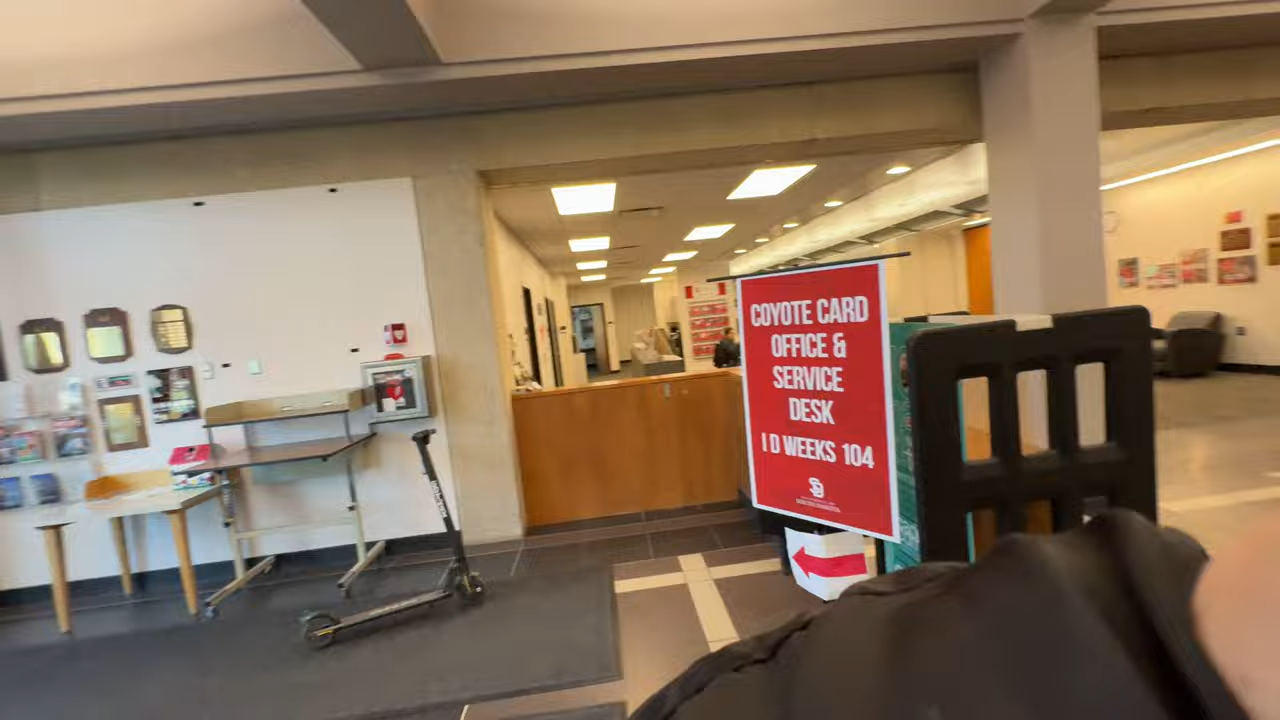 COYOTE CARD
OFFICE &
SERVICE
DESK
I D WEEKS 104